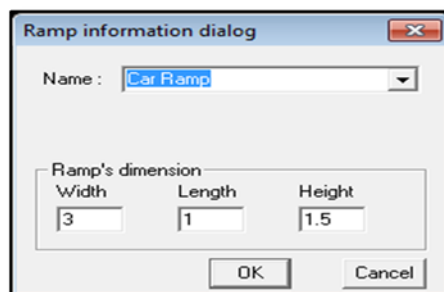 Ramp information dialog
Name : Car Ramp
Ramp's dimension
Width Length Height
3 1 1.5
OK Cancel